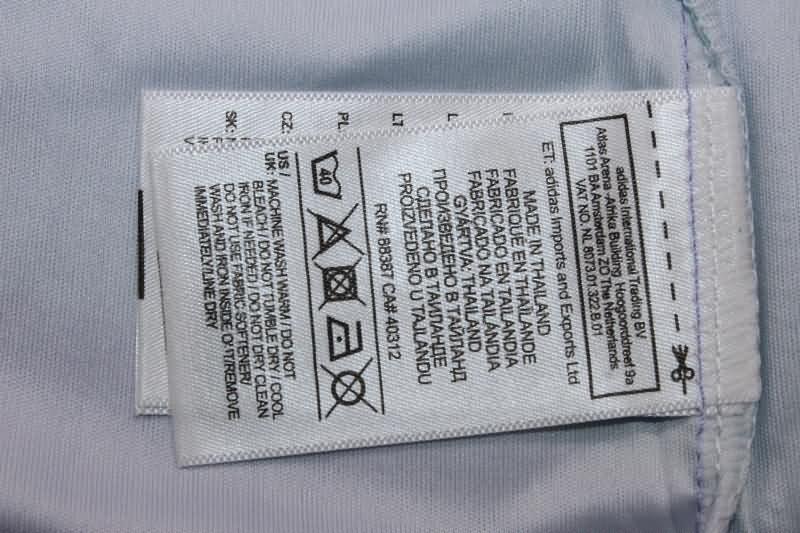 adidas International Trading BV
Atlas Arena -Afrika Building Hoogoorddreef 9a
1101 BA Amsterdam ZO The Netherlands
VAT NO. NL 8073.01.322.B.01
ET: adidas Imports and Exports Ltd
MADE IN THAILAND
FABRIQUÉ EN THAÏLANDE
FABRICADO EN TAILANDIA
FABRICADO NA TAILÂNDIA
GYÁRTVA: THAILAND
ПРОИЗВЕДЕНО В ТАЙЛАНД
СДЕЛАНО В ТАИЛАНДЕ
PROIZVEDENO U TAJLANDU
RN# 88387 CA# 40312
40
US /
UK: MACHINE WASH WARM / DO NOT
BLEACH / DO NOT TUMBLE DRY / COOL
IRON IF NEEDED / DO NOT DRY CLEAN
DO NOT USE FABRIC SOFTENER/
WASH AND IRON INSIDE OUT/REMOVE
IMMEDIATELY/LINE DRY
LT
PL
CZ:
SK: